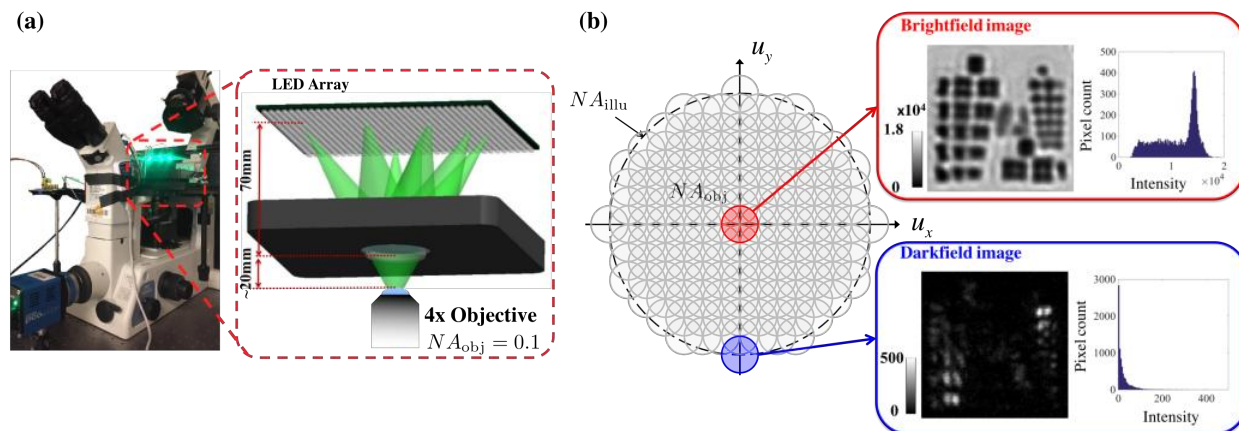 (a)
LED Array
70mm
~20mm
4x Objective
NA_obj = 0.1
(b)
u_y
NA_illu
NA_obj
u_x
Brightfield image
x10^4
1.8
0
Pixel count
500
400
300
200
100
0
0
1
2
×10^4
Intensity
Darkfield image
500
0
Pixel count
3000
2000
1000
0
0
200
400
Intensity